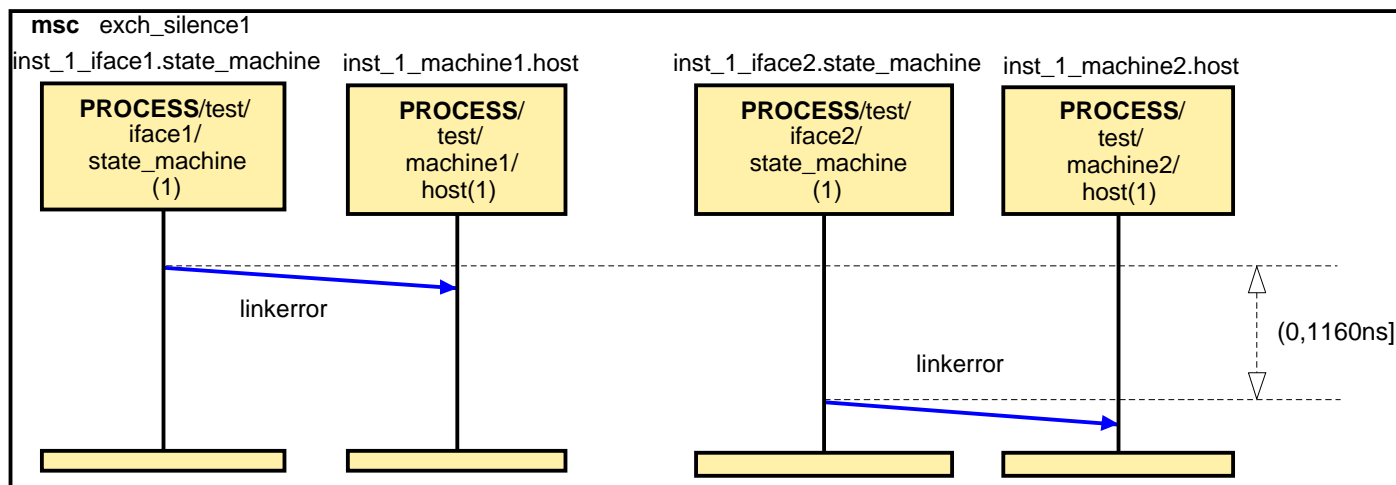 msc exch_silence1
inst_1_iface1.state_machine
inst_1_machine1.host
inst_1_iface2.state_machine
inst_1_machine2.host
PROCESS/test/
iface1/
state_machine
(1)
PROCESS/
test/
machine1/
host(1)
PROCESS/test/
iface2/
state_machine
(1)
PROCESS/
test/
machine2/
host(1)
linkerror
(0,1160ns]
linkerror